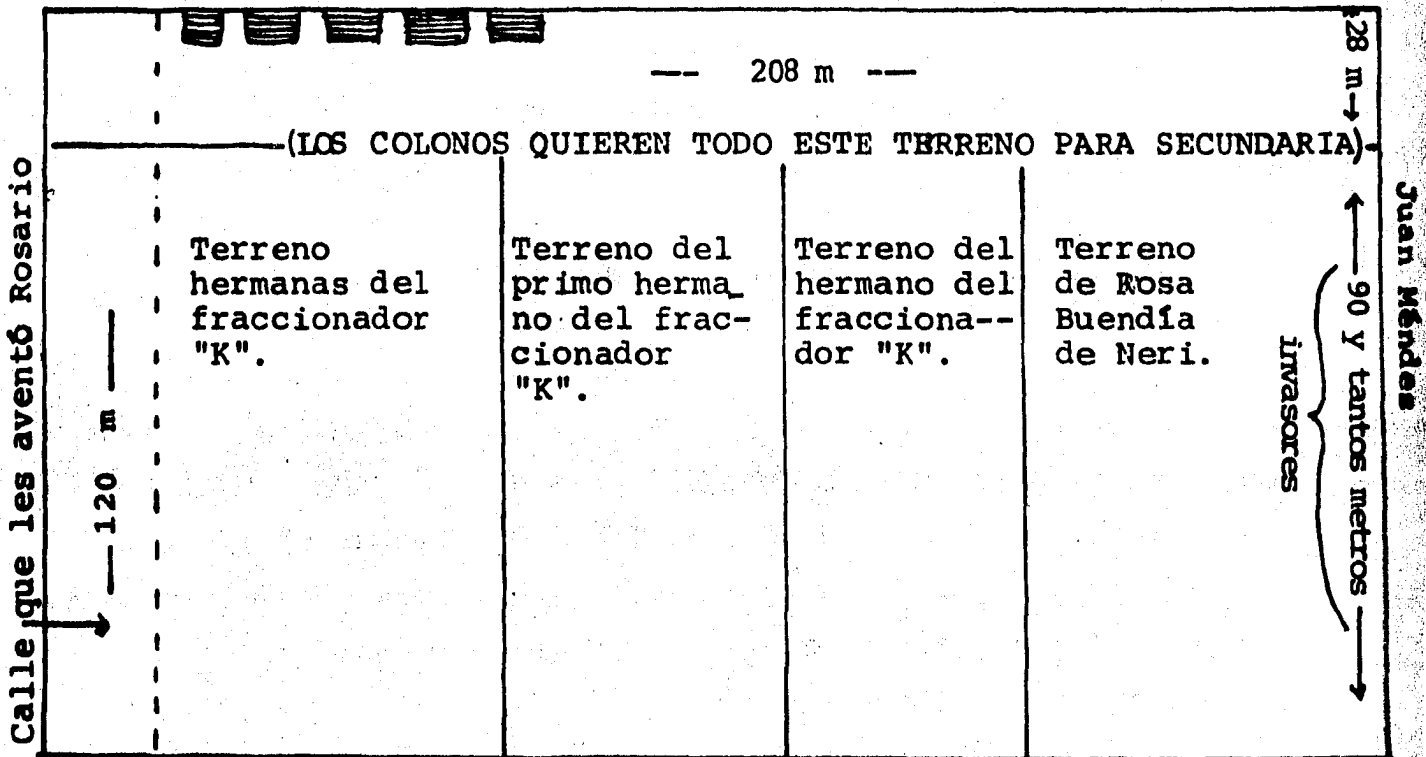 --- 208 m ---
28 m
(LOS COLONOS QUIEREN TODO ESTE TERRENO PARA SECUNDARIA)
Calle que les aventó Rosario
120 m
Terreno
hermanas del
fraccionador
"K".
Terreno del
primo herma_
no del frac-
cionador
"K".
Terreno del
hermano del
fracciona--
dor "K".
Terreno
de Rosa
Buendía
de Neri.
invasores
90 y tantos metros
Juan Méndez